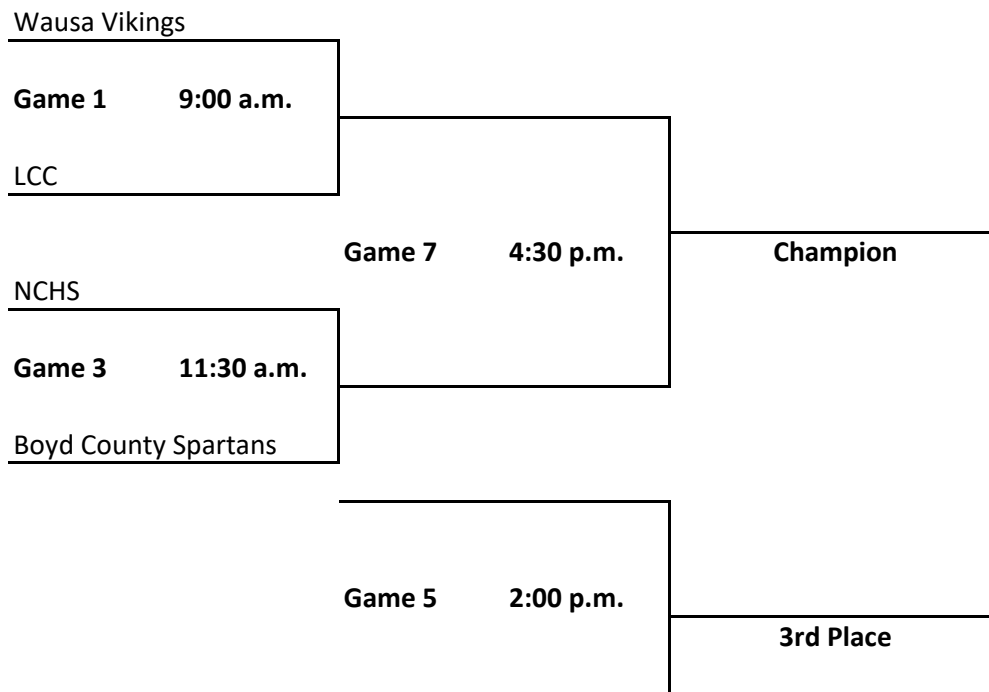 Wausa Vikings
Game 1 9:00 a.m.
LCC
Game 7 4:30 p.m.
Champion
NCHS
Game 3 11:30 a.m.
Boyd County Spartans
Game 5 2:00 p.m.
3rd Place